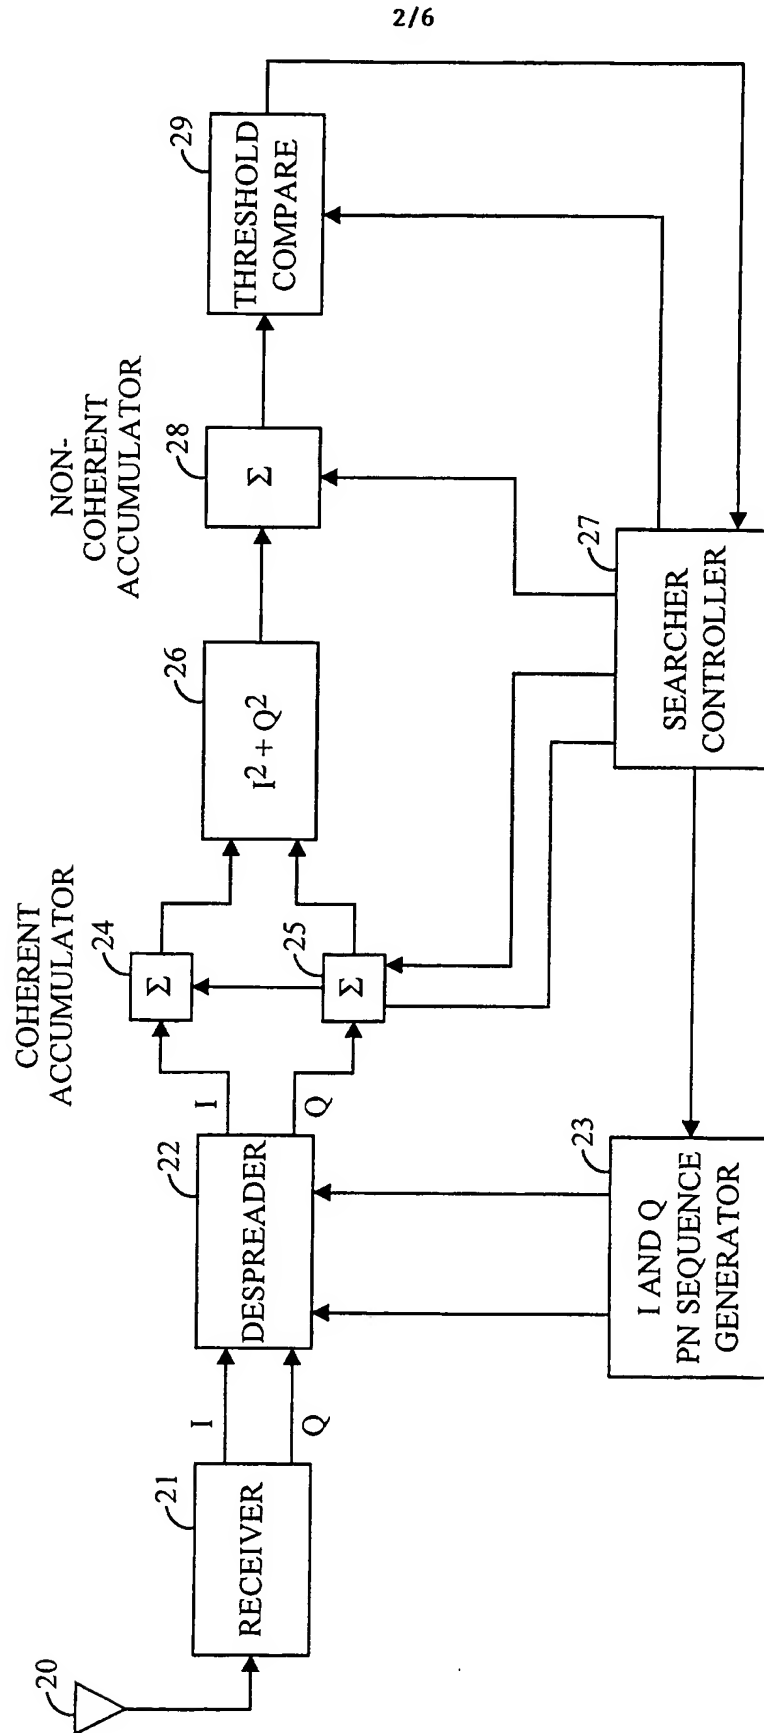 2/6
20
21
RECEIVER
I
Q
22
DESPREADER
I
Q
23
I AND Q
PN SEQUENCE
GENERATOR
COHERENT
ACCUMULATOR
24
Σ
25
Σ
26
I² + Q²
27
SEARCHER
CONTROLLER
NON-
COHERENT
ACCUMULATOR
28
Σ
29
THRESHOLD
COMPARE